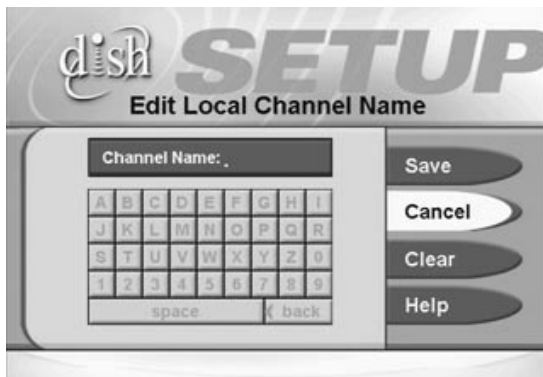 dish SETUP
Edit Local Channel Name
Channel Name:
Save
Cancel
Clear
Help
A B C D E F G H I
J K L M N O P Q R
S T U V W X Y Z 0
1 2 3 4 5 6 7 8 9
space back